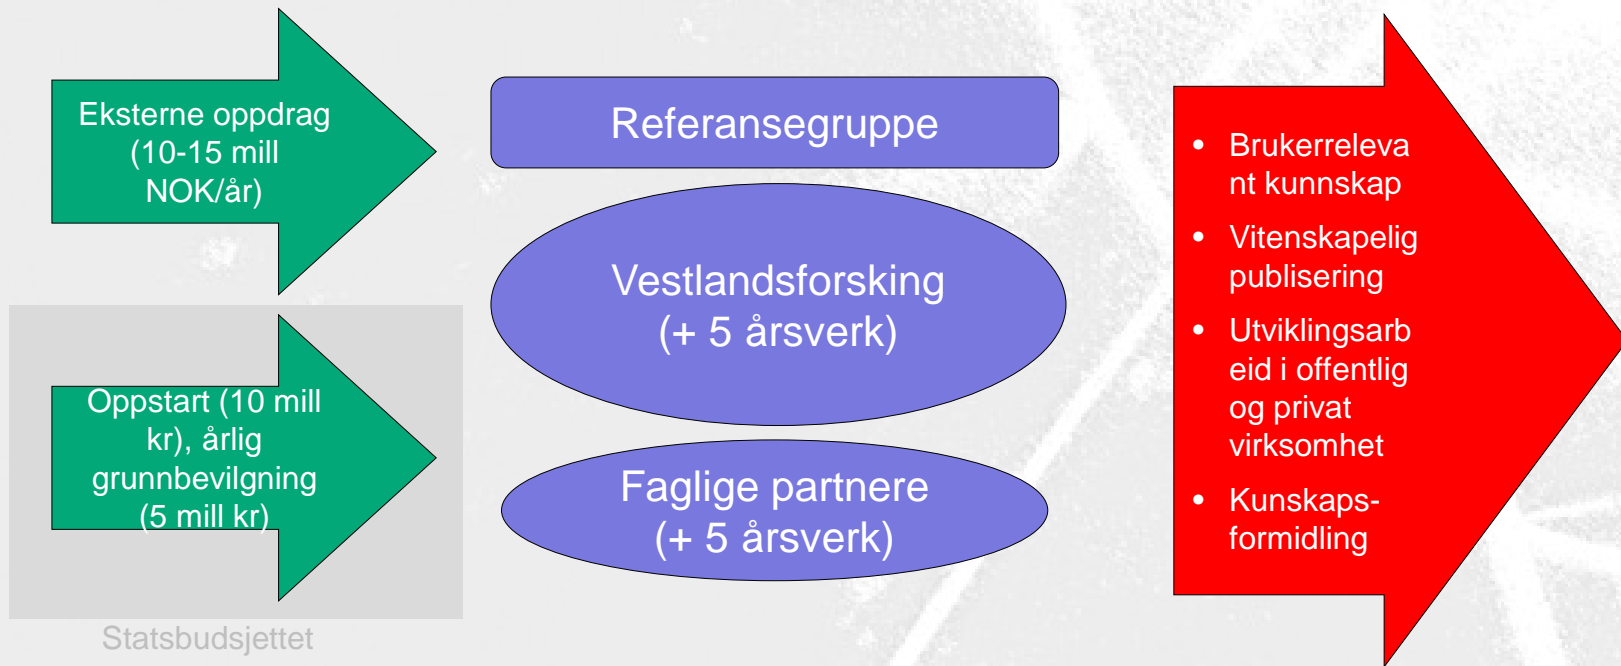 Eksterne oppdrag
(10-15 mill
NOK/år)
Oppstart (10 mill
kr), årlig
grunnbevilgning
(5 mill kr)
Statsbudsjettet
Referansegruppe
Vestlandsforsking
(+ 5 årsverk)
Faglige partnere
(+ 5 årsverk)
• Brukerreleva
nt kunnskap
• Vitenskapelig
publisering
• Utviklingsarb
eid i offentlig
og privat
virksomhet
• Kunskaps-
formidling